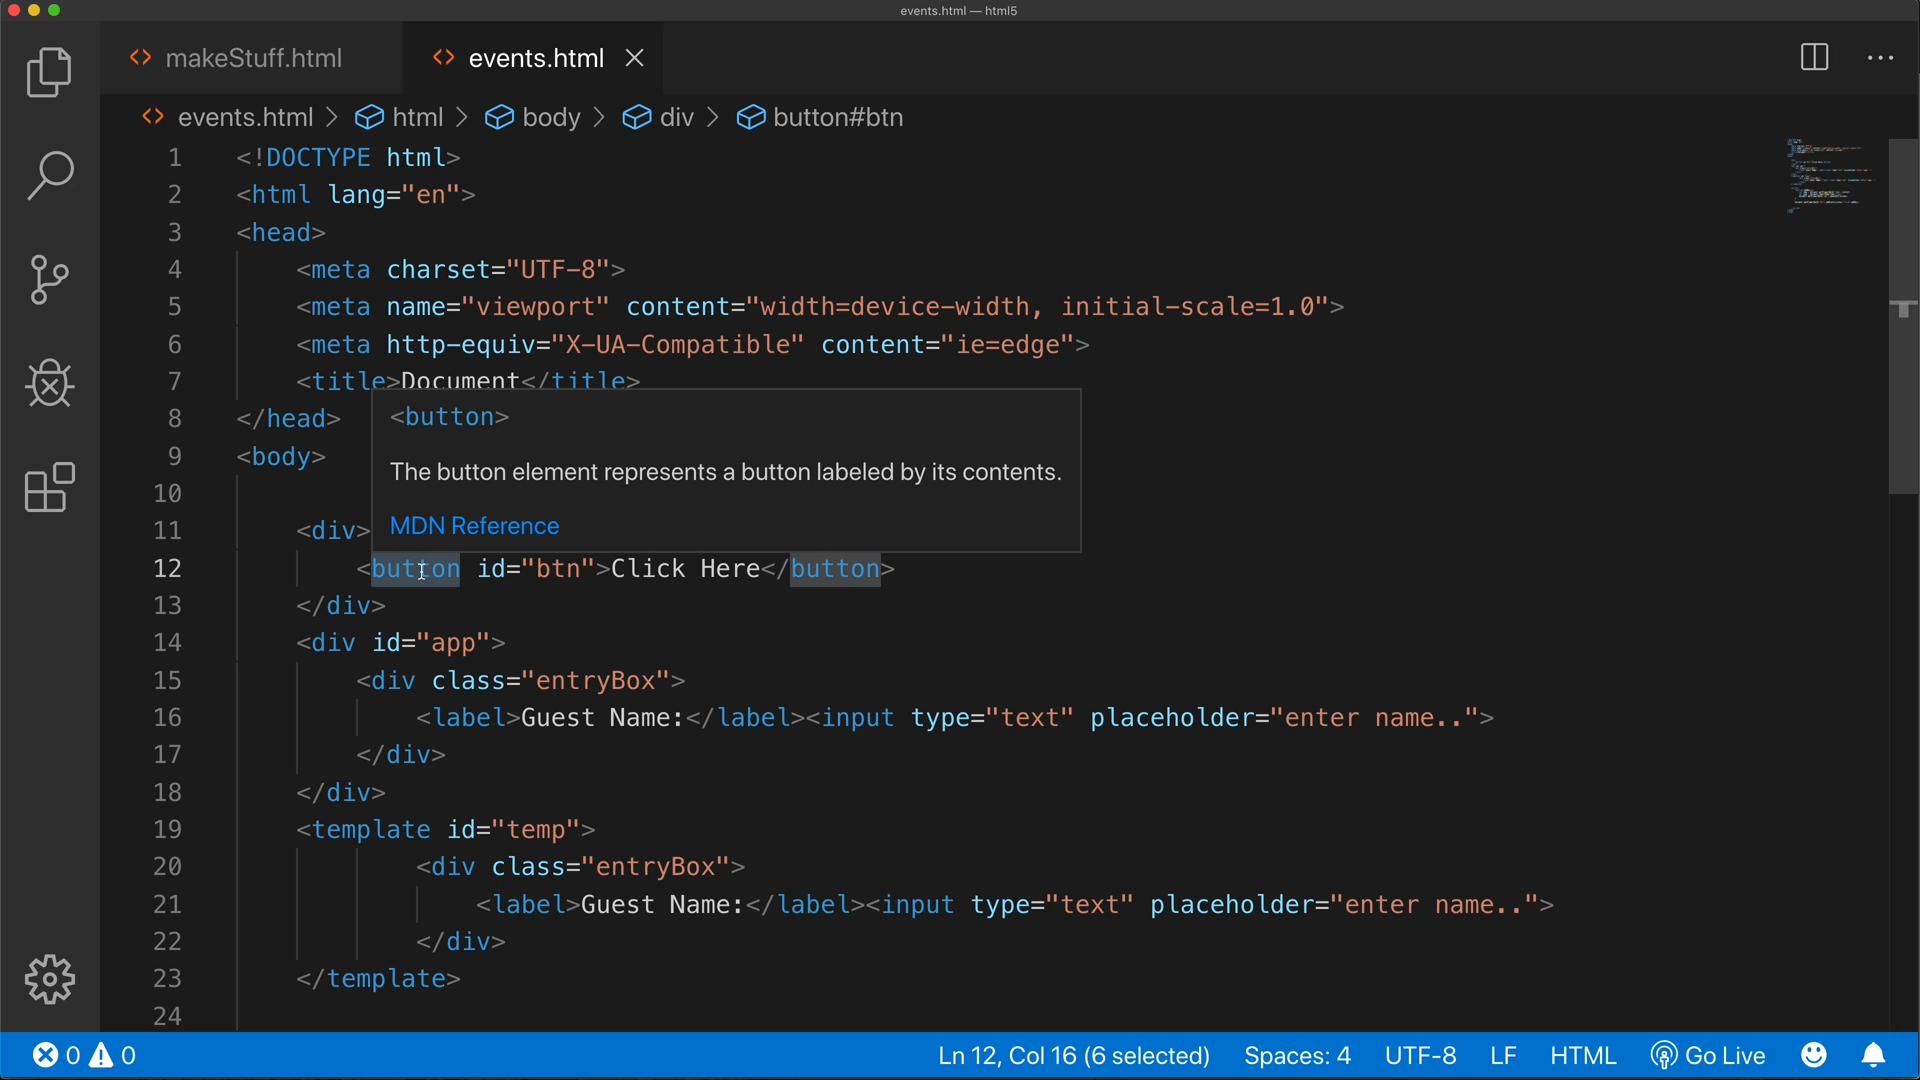 events.html — html5
makeStuff.html
events.html
events.html > html > body > div > button#btn
1 <!DOCTYPE html>
2 <html lang="en">
3 <head>
4 <meta charset="UTF-8">
5 <meta name="viewport" content="width=device-width, initial-scale=1.0">
6 <meta http-equiv="X-UA-Compatible" content="ie=edge">
7 <title>Document</title>
8 </head>
<button>
9 <body>
The button element represents a button labeled by its contents.
10
MDN Reference
11 <div>
12 <button id="btn">Click Here</button>
13 </div>
14 <div id="app">
15 <div class="entryBox">
16 <label>Guest Name:</label><input type="text" placeholder="enter name..">
17 </div>
18 </div>
19 <template id="temp">
20 <div class="entryBox">
21 <label>Guest Name:</label><input type="text" placeholder="enter name..">
22 </div>
23 </template>
24
0 0 Ln 12, Col 16 (6 selected) Spaces: 4 UTF-8 LF HTML Go Live